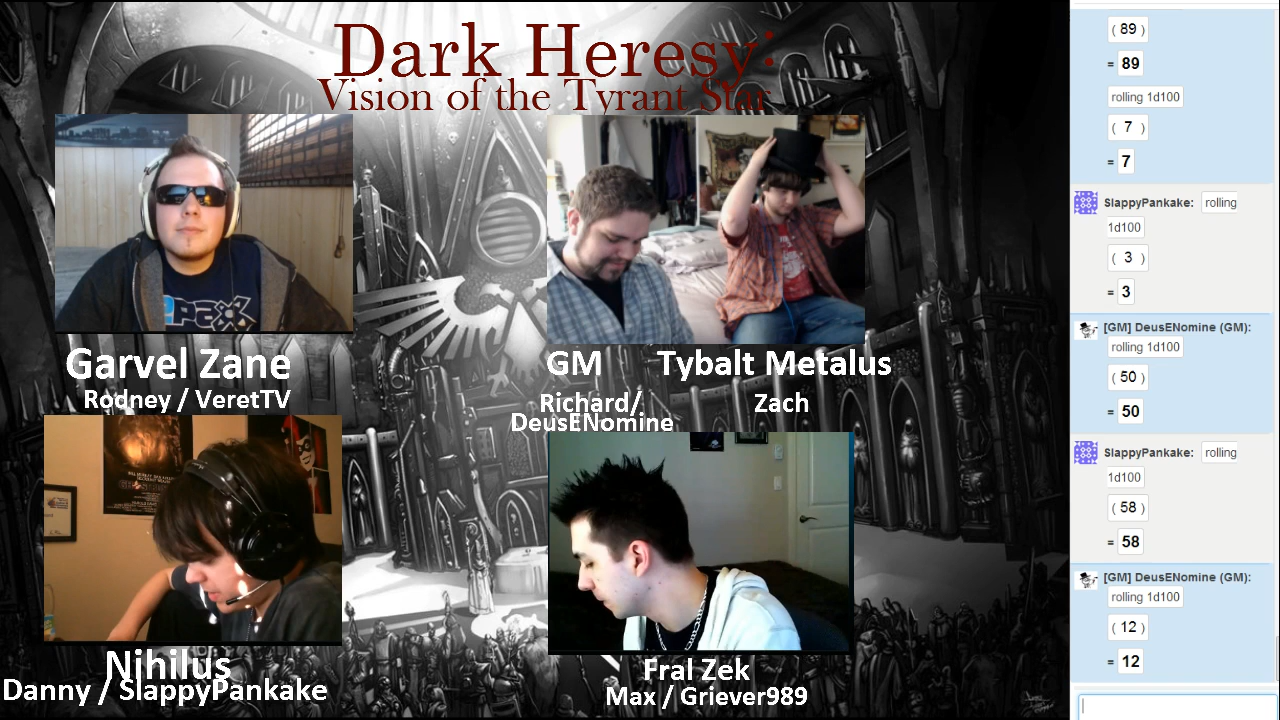 Dark Heresy:
Vision of the Tyrant Star
Garvel Zane
Rodney / VeretTV
GM
Richard/
DeusENomine
Tybalt Metalus
Zach
Nihilus
Danny / SlappyPankake
Fral Zek
Max / Griever989
( 89 )
= 89
rolling 1d100
( 7 )
= 7
SlappyPankake: rolling
1d100
( 3 )
= 3
[GM] DeusENomine (GM):
rolling 1d100
( 50 )
= 50
SlappyPankake: rolling
1d100
( 58 )
= 58
[GM] DeusENomine (GM):
rolling 1d100
( 12 )
= 12